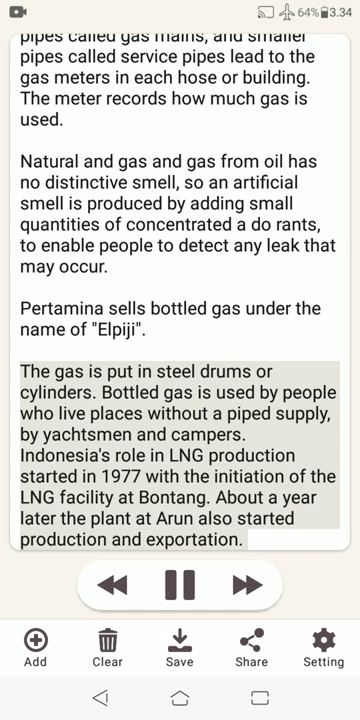 64% 3.34
pipes called gas mains, and smaller
pipes called service pipes lead to the
gas meters in each hose or building.
The meter records how much gas is
used.
Natural and gas and gas from oil has
no distinctive smell, so an artificial
smell is produced by adding small
quantities of concentrated a do rants,
to enable people to detect any leak that
may occur.
Pertamina sells bottled gas under the
name of "Elpiji".
The gas is put in steel drums or
cylinders. Bottled gas is used by people
who live places without a piped supply,
by yachtsmen and campers.
Indonesia's role in LNG production
started in 1977 with the initiation of the
LNG facility at Bontang. About a year
later the plant at Arun also started
production and exportation.
Add Clear Save Share Setting